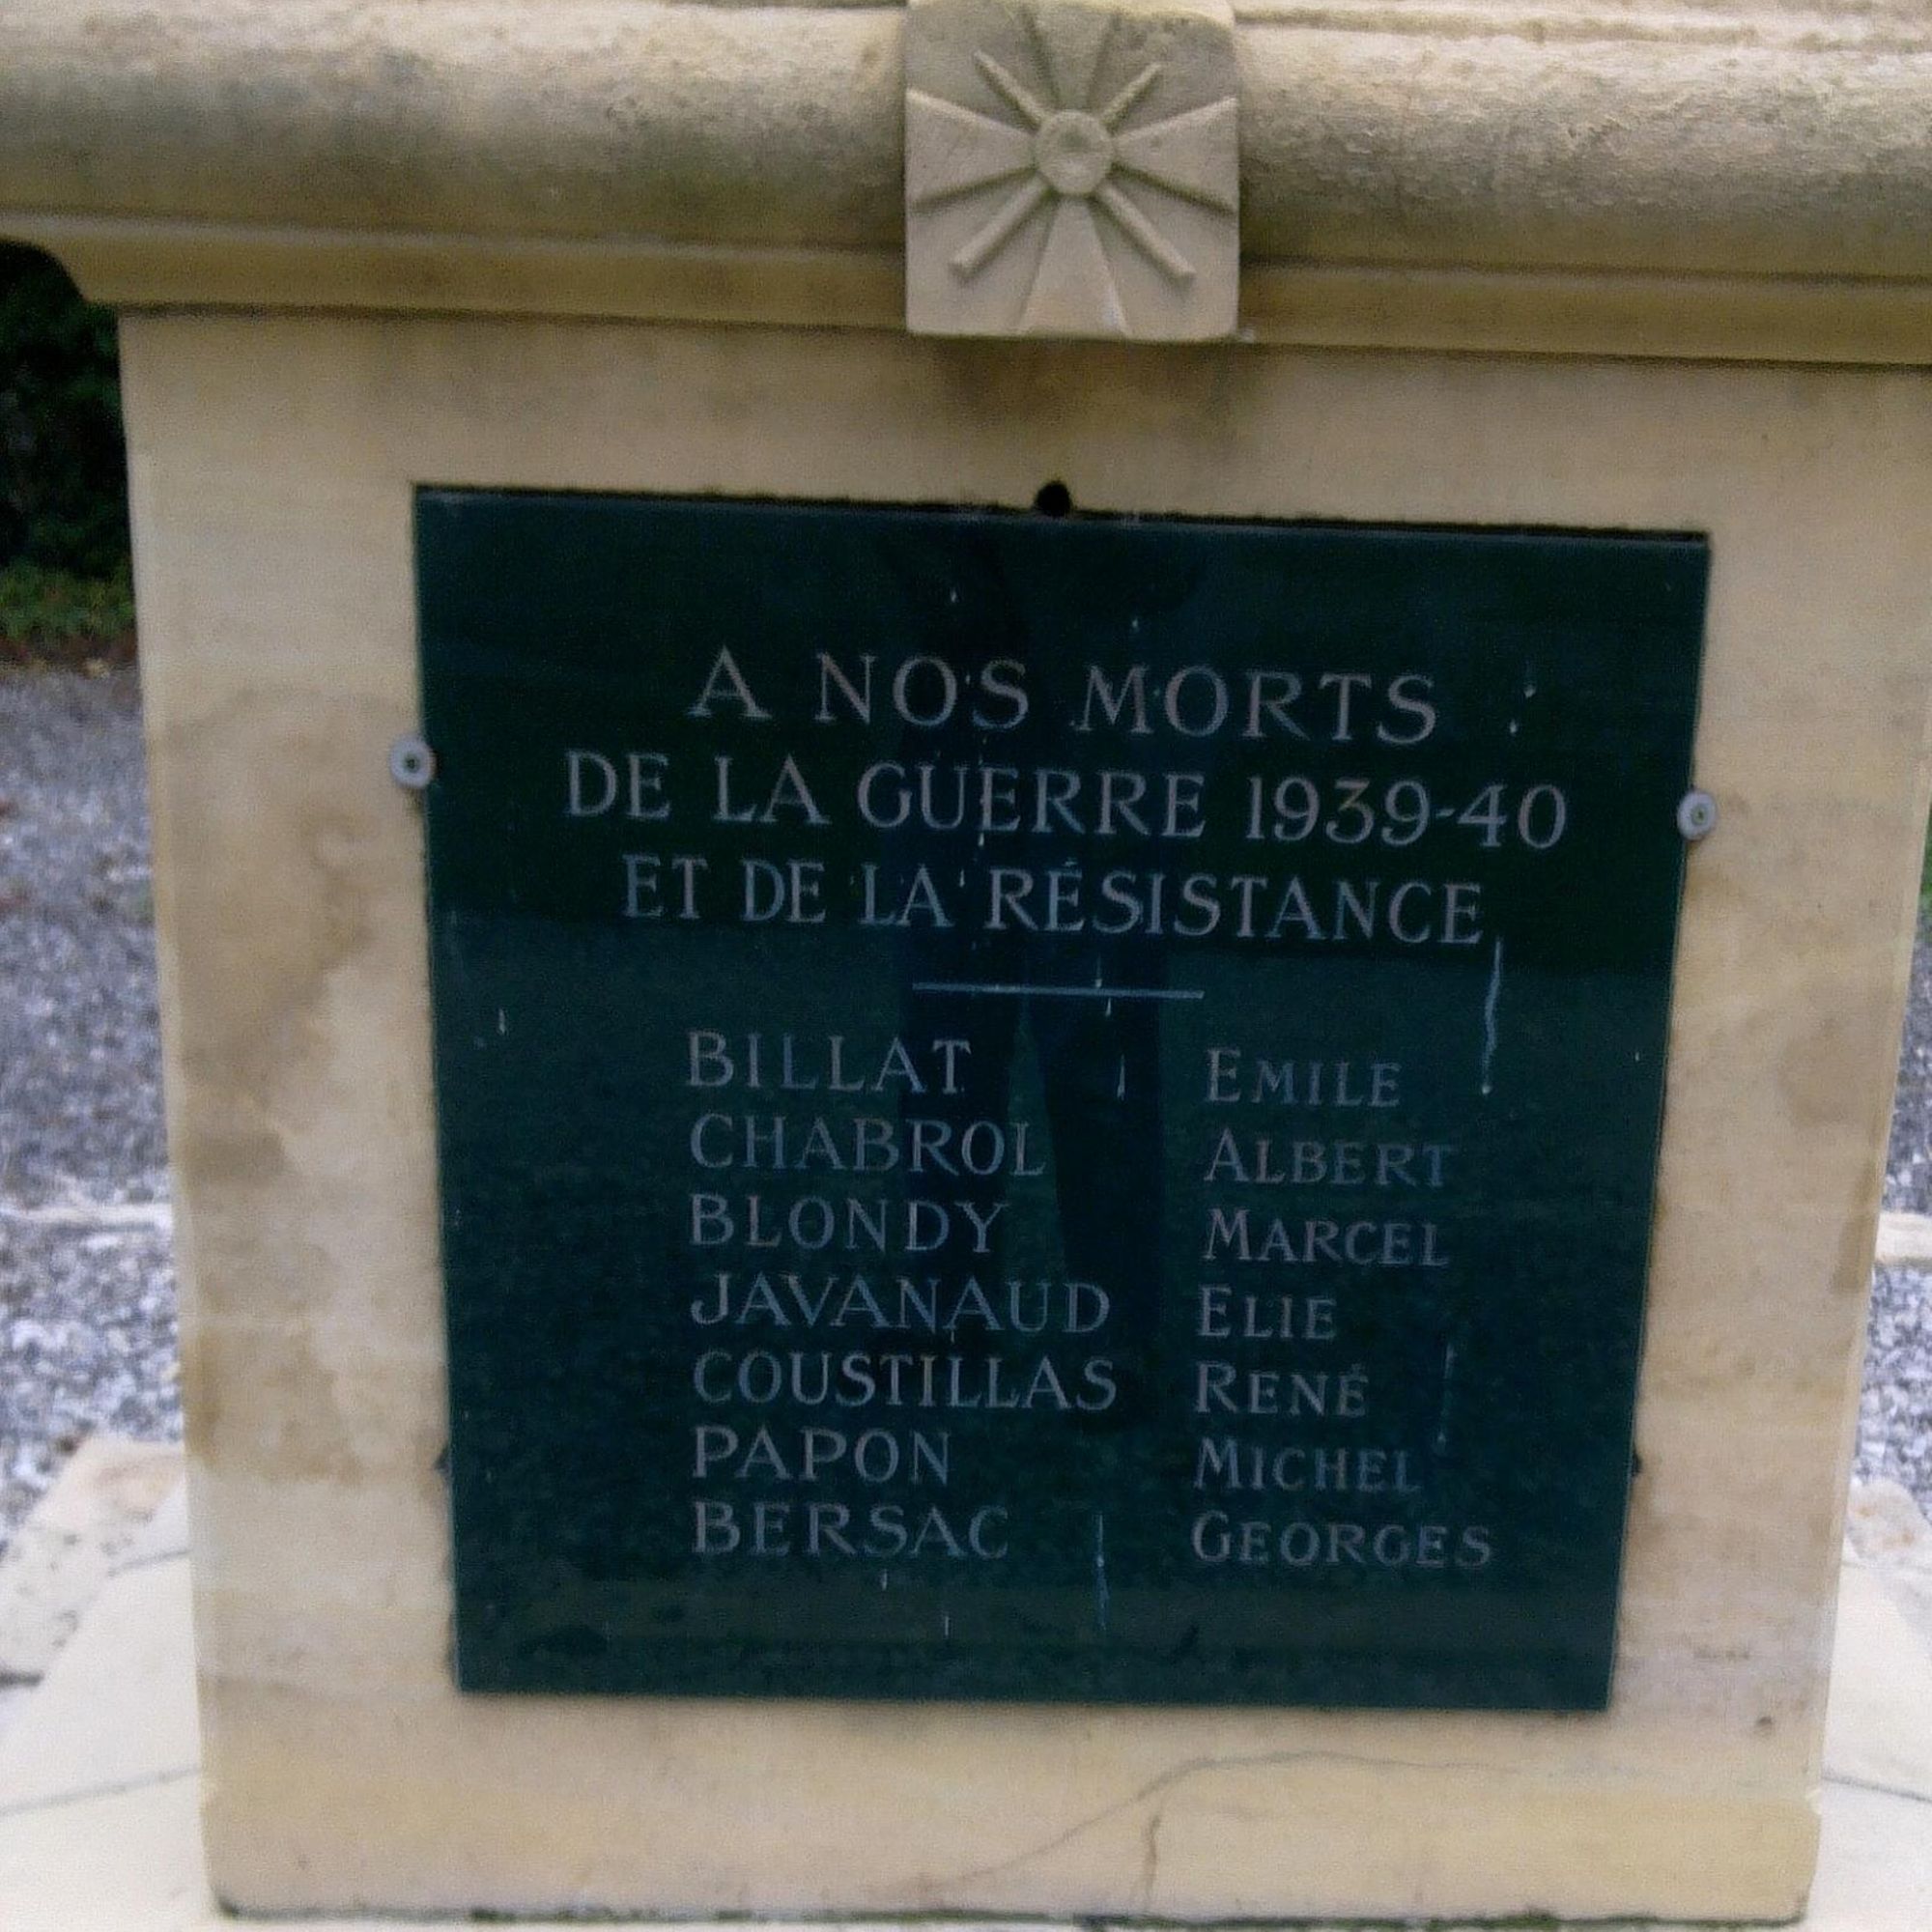 A NOS MORTS
DE LA GUERRE 1939-40
ET DE LA RÉSISTANCE
BILLAT EMILE
CHABROL ALBERT
BLONDY MARCEL
JAVANAUD ELIE
COUSTILLAS RENÉ
PAPON MICHEL
BERSAC GEORGES